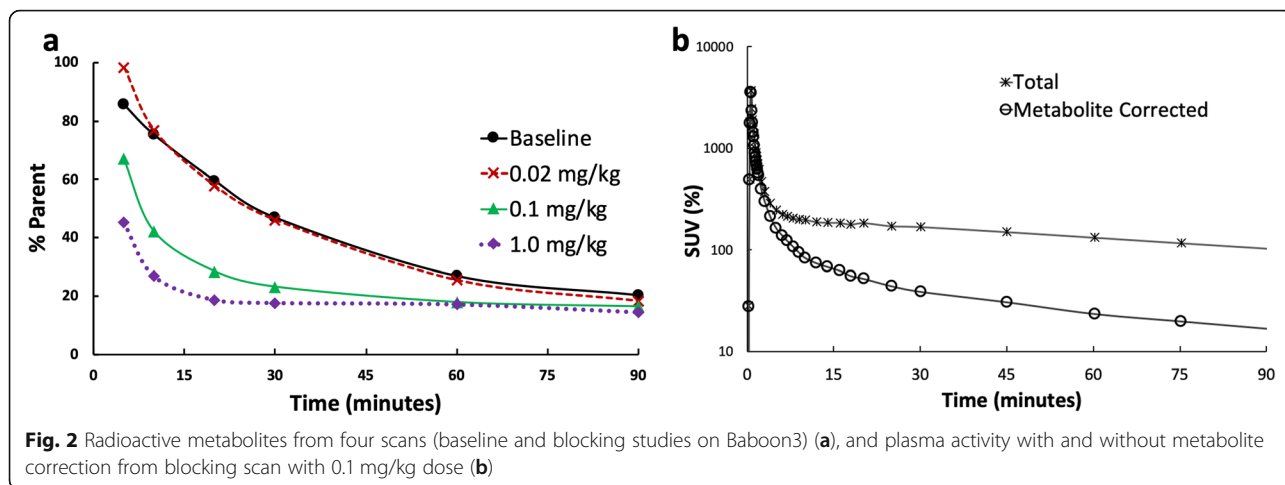 a
100
80
60
40
20
0
% Parent
0 15 30 45 60 75 90
Time (minutes)
Baseline
0.02 mg/kg
0.1 mg/kg
1.0 mg/kg
b
10000
1000
100
10
SUV (%)
0 15 30 45 60 75 90
Time (minutes)
Total
Metabolite Corrected
Fig. 2 Radioactive metabolites from four scans (baseline and blocking studies on Baboon3) (a), and plasma activity with and without metabolite
correction from blocking scan with 0.1 mg/kg dose (b)